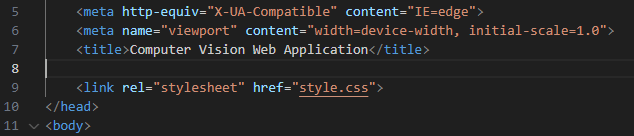 5 <meta http-equiv="X-UA-Compatible" content="IE=edge">
6 <meta name="viewport" content="width=device-width, initial-scale=1.0">
7 <title>Computer Vision Web Application</title>
8
9 <link rel="stylesheet" href="style.css">
10 </head>
11 <body>